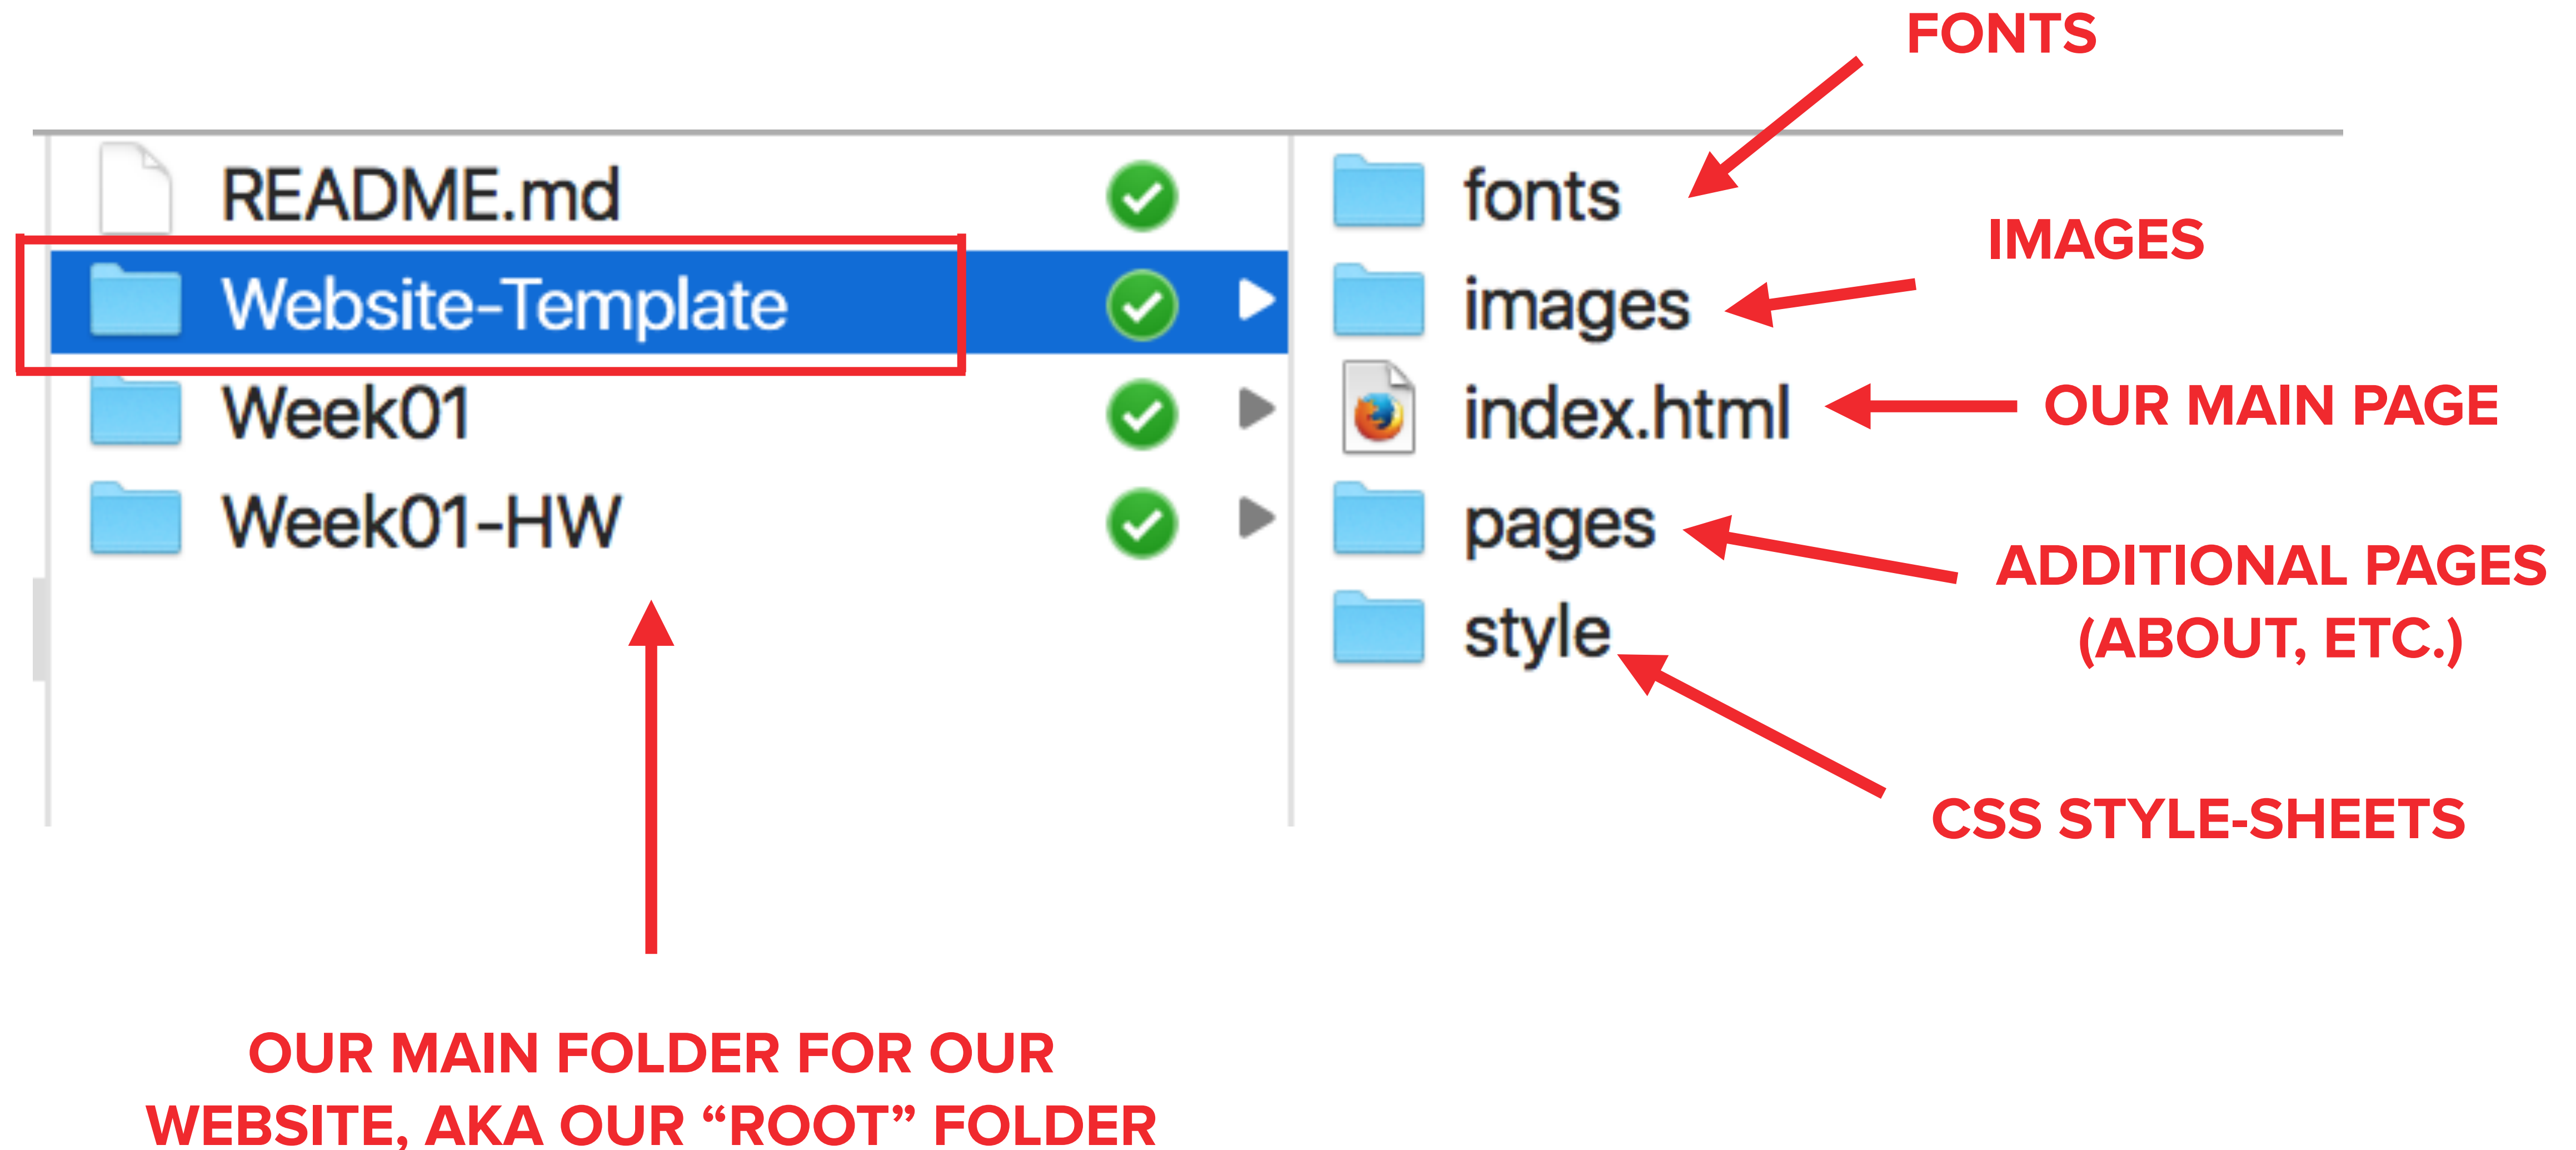 FONTS
README.md
fonts
IMAGES
Website-Template
images
Week01
index.html
OUR MAIN PAGE
Week01-HW
pages
ADDITIONAL PAGES
(ABOUT, ETC.)
style
CSS STYLE-SHEETS
OUR MAIN FOLDER FOR OUR
WEBSITE, AKA OUR “ROOT” FOLDER